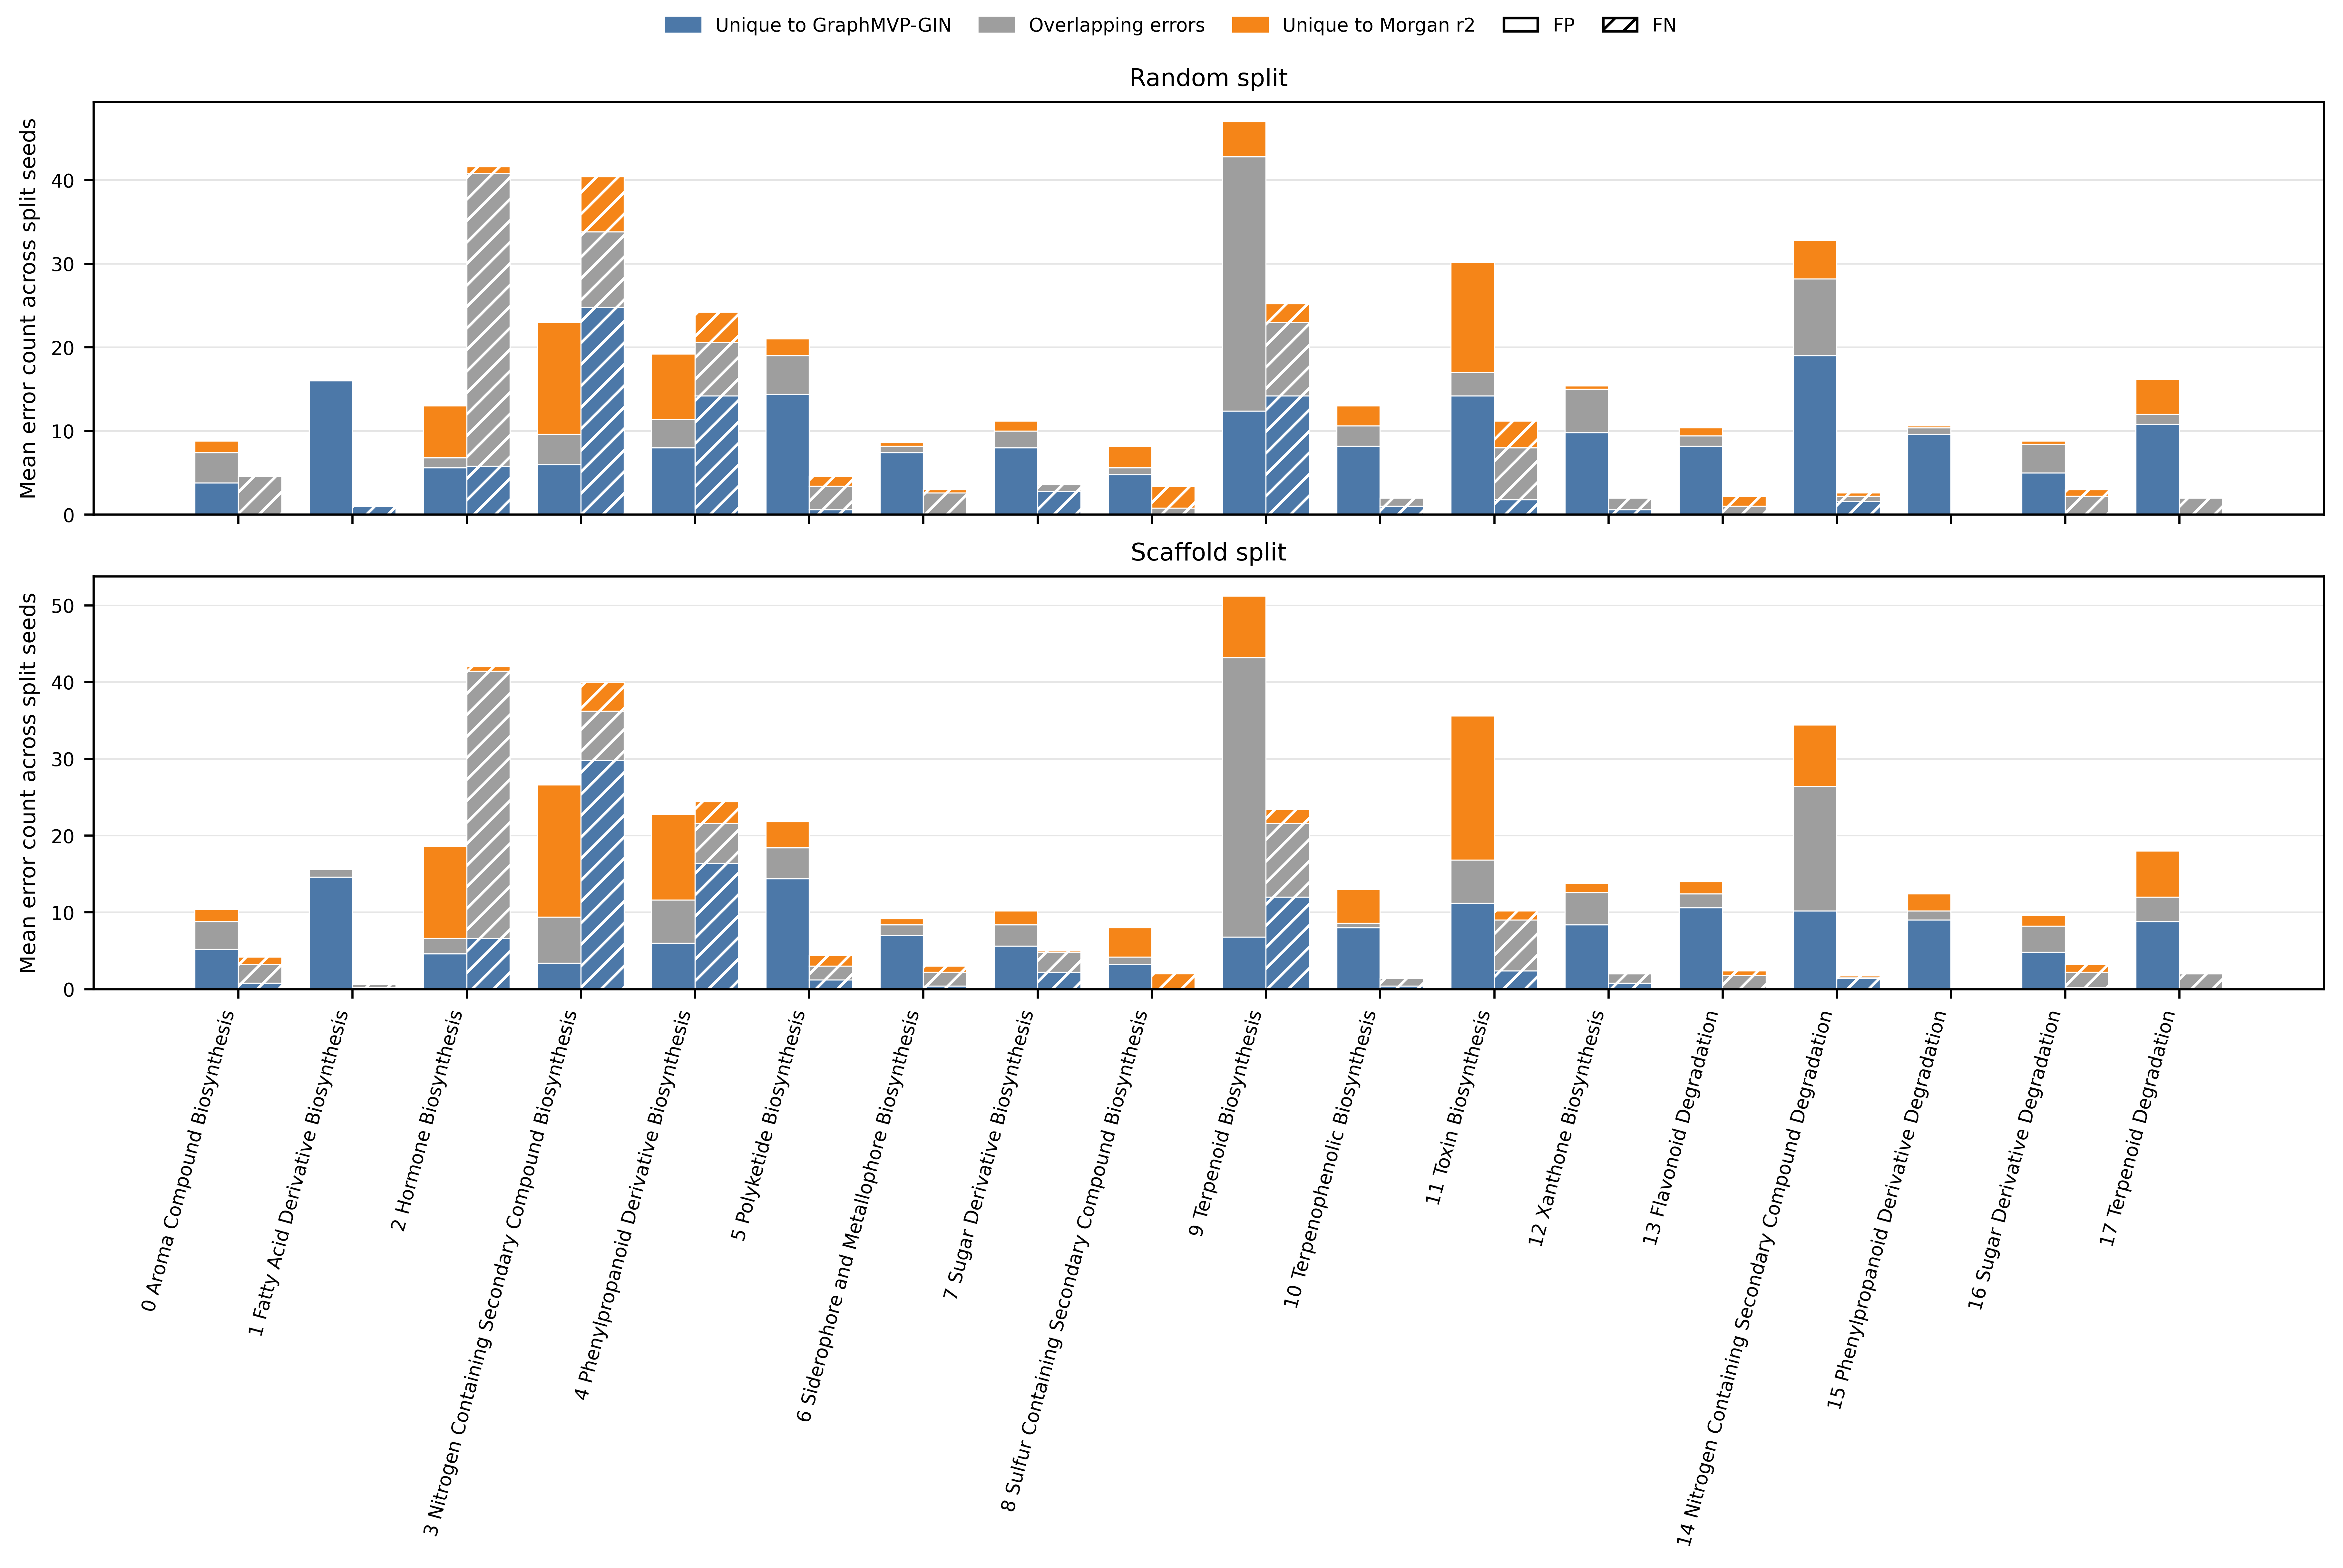 Unique to GraphMVP-GIN Overlapping errors Unique to Morgan r2 FP FN
Random split
Mean error count across split seeds
40
30
20
10
0
Scaffold split
Mean error count across split seeds
50
40
30
20
10
0
0 Aroma Compound Biosynthesis
1 Fatty Acid Derivative Biosynthesis
2 Hormone Biosynthesis
3 Nitrogen Containing Secondary Compound Biosynthesis
4 Phenylpropanoid Derivative Biosynthesis
5 Polyketide Biosynthesis
6 Siderophore and Metallophore Biosynthesis
7 Sugar Derivative Biosynthesis
8 Sulfur Containing Secondary Compound Biosynthesis
9 Terpenoid Biosynthesis
10 Terpenophenolic Biosynthesis
11 Toxin Biosynthesis
12 Xanthone Biosynthesis
13 Flavonoid Degradation
14 Nitrogen Containing Secondary Compound Degradation
15 Phenylpropanoid Derivative Degradation
16 Sugar Derivative Degradation
17 Terpenoid Degradation